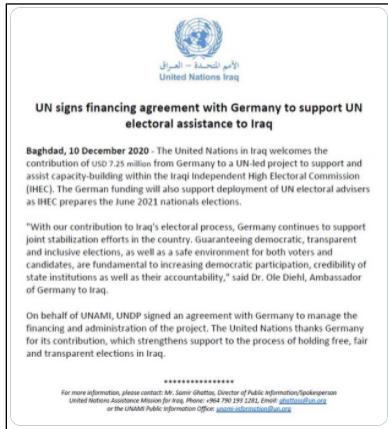 الأمم المتحدة - العراق
United Nations Iraq
UN signs financing agreement with Germany to support UN
electoral assistance to Iraq
Baghdad, 10 December 2020 - The United Nations in Iraq welcomes the
contribution of USD 7.25 million from Germany to a UN-led project to support and
assist capacity-building within the Iraqi Independent High Electoral Commission
(IHEC). The German funding will also support deployment of UN electoral advisers
as IHEC prepares the June 2021 nationals elections.
"With our contribution to Iraq's electoral process, Germany continues to support
joint stabilization efforts in the country. Guaranteeing democratic, transparent
and inclusive elections, as well as a safe environment for both voters and
candidates, are fundamental to increasing democratic participation, credibility of
state institutions as well as their accountability," said Dr. Ole Diehl, Ambassador
of Germany to Iraq.
On behalf of UNAMI, UNDP signed an agreement with Germany to manage the
financing and administration of the project. The United Nations thanks Germany
for its contribution, which strengthens support to the process of holding free, fair
and transparent elections in Iraq.
****************
For more information, please contact: Mr. Samir Ghattas, Director of Public Information/Spokesperson
United Nations Assistance Mission for Iraq, Phone: +964 790 193 1281, Email: ghattass@un.org
or the UNAMI Public Information Office: unami-information@un.org